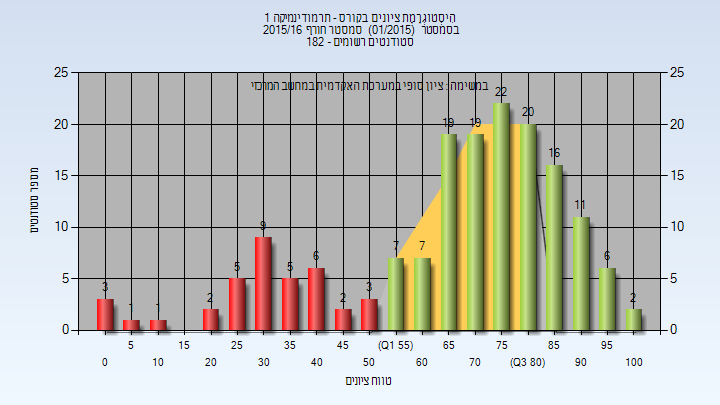 היסטוגרמת ציונים בקורס - תרמודינמיקה 1
בסמסטר (01/2015) סמסטר חורף 2015/16
סטודנטים רשומים - 182
במשימה : ציון סופי במערכת האקדמית במחשב המרכזי
25 25
20 20
15 15
10 10
5 5
0 0
מספר סטודנטים
3 1 1 2 5 9 5 6 2 3 7 7 19 19 22 20 16 11 6 2
5 15 25 35 45 (Q1 55) 65 75 85 95
0 10 20 30 40 50 60 70 (Q3 80) 90 100
טווח ציונים